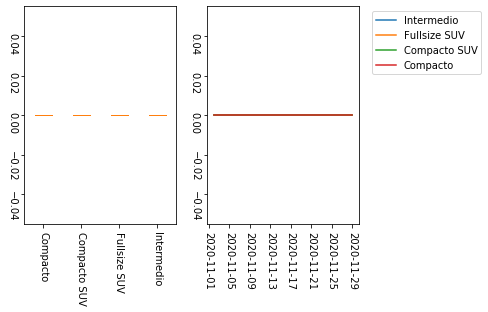 0.04
0.02
0.00
−0.02
−0.04
Compacto
Compacto SUV
Fullsize SUV
Intermedio
0.04
0.02
0.00
−0.02
−0.04
2020-11-01
2020-11-05
2020-11-09
2020-11-13
2020-11-17
2020-11-21
2020-11-25
2020-11-29
Intermedio
Fullsize SUV
Compacto SUV
Compacto